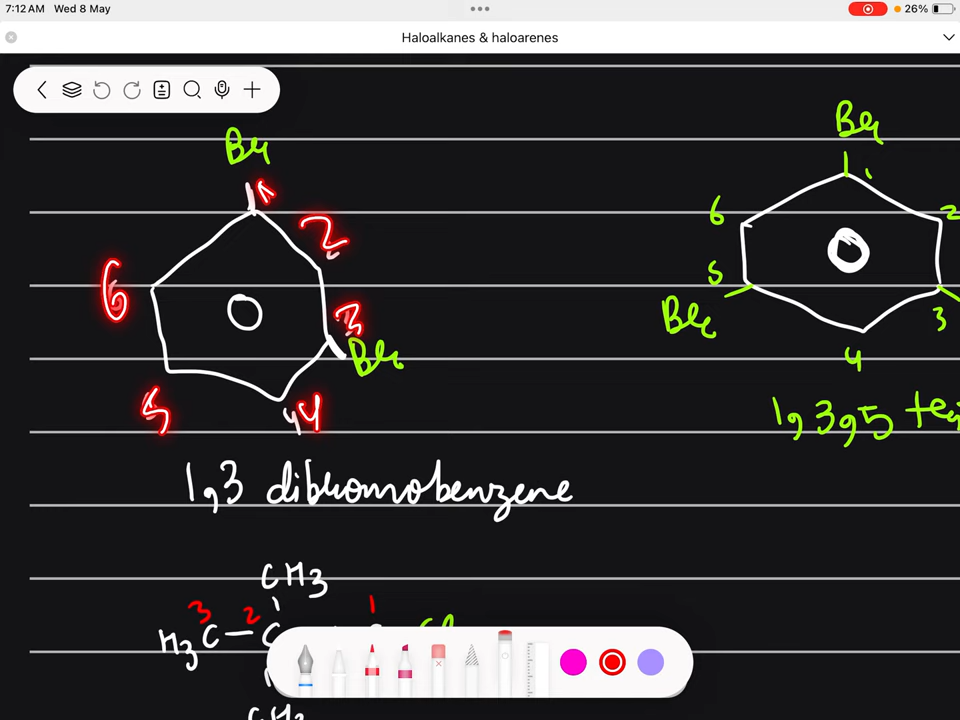 7:12 AM Wed 8 May
26%
Haloalkanes & haloarenes
Br
1
2
3
Br
4
4
5
6
1,3 dibromobenzene
Br
1
2
3
4
5
6
Br
1,3,5
CH3
3 2 1
H3C - C